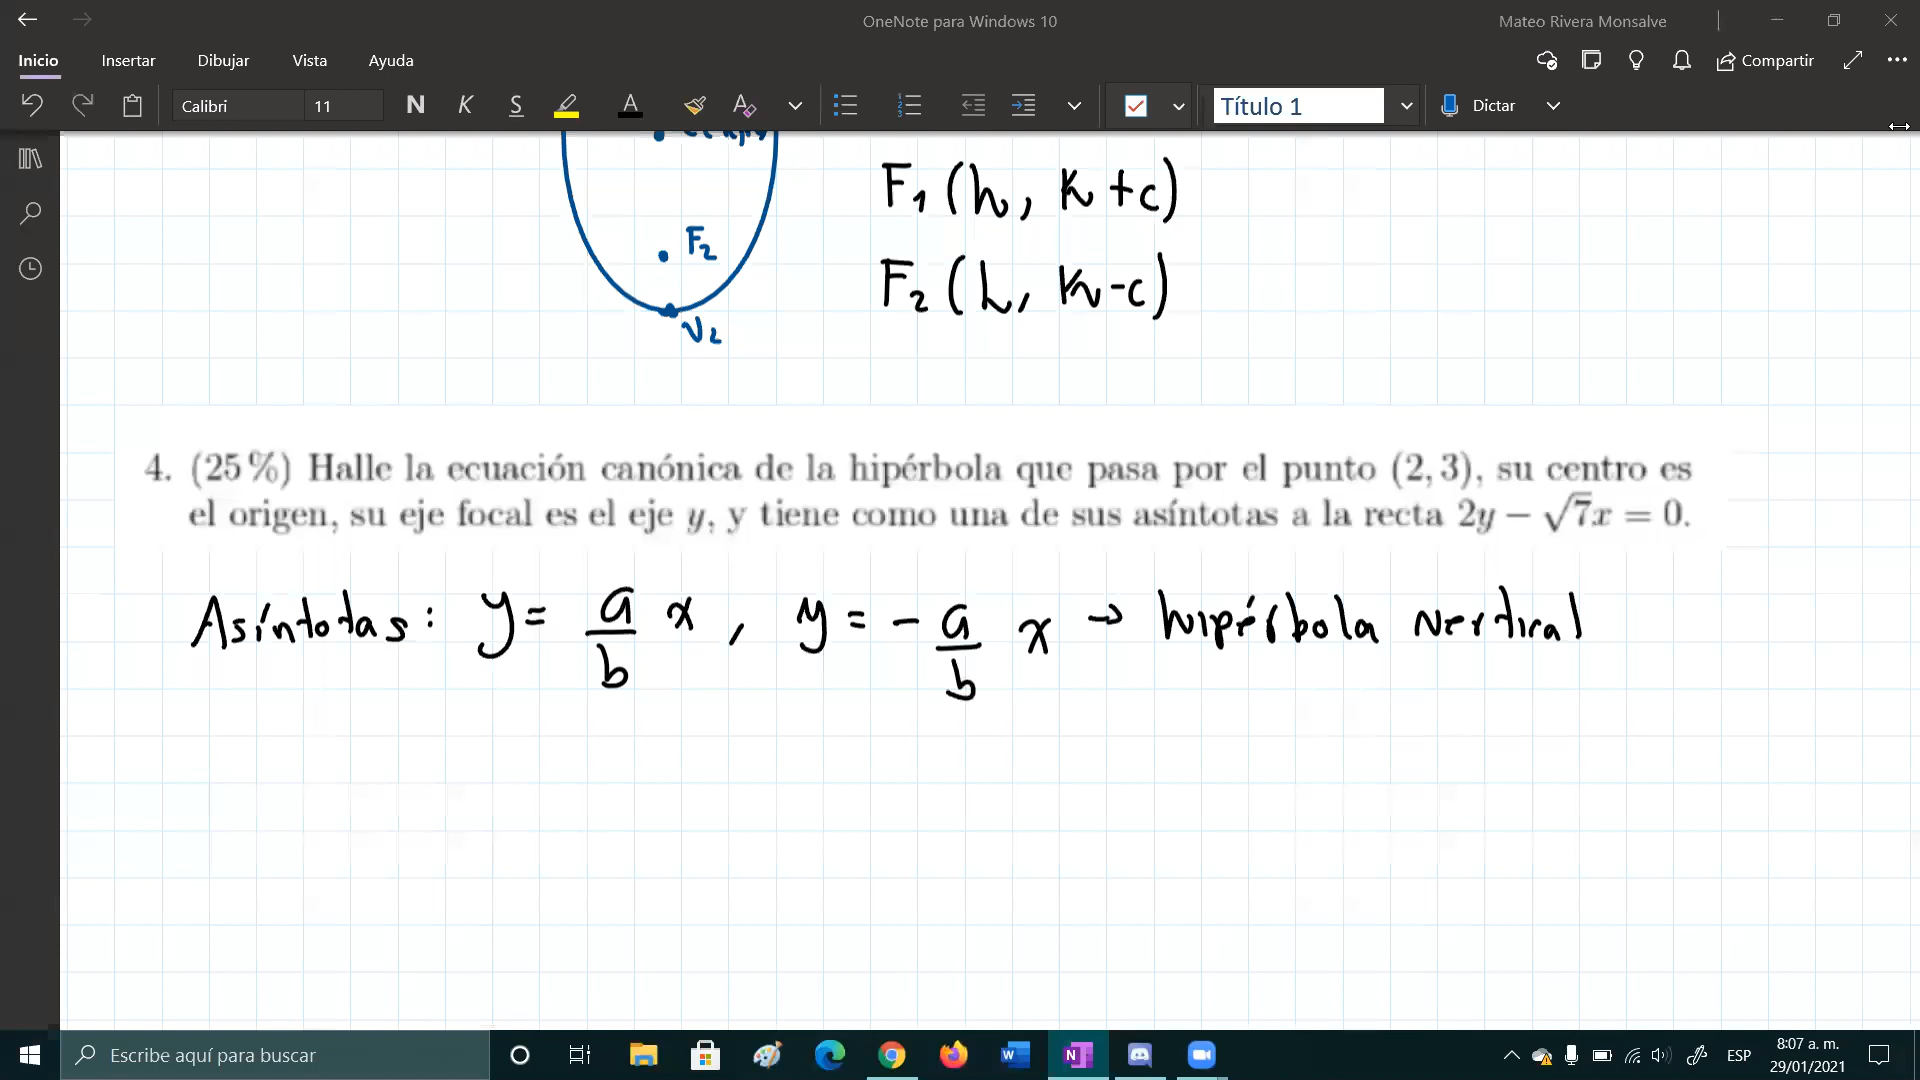 OneNote para Windows 10
Mateo Rivera Monsalve
Inicio Insertar Dibujar Vista Ayuda
Compartir
Calibri 11 N K S A Título 1 Dictar
F₁ (h, k+c)
F₂
F₂ (h, k-c)
V₂
4. (25 %) Halle la ecuación canónica de la hipérbola que pasa por el punto (2, 3), su centro es
el origen, su eje focal es el eje y, y tiene como una de sus asíntotas a la recta 2y − √7x = 0.
Asíntotas: y = a/b x, y = - a/b x → hipérbola vertical
Escribe aquí para buscar
ESP
8:07 a. m.
29/01/2021